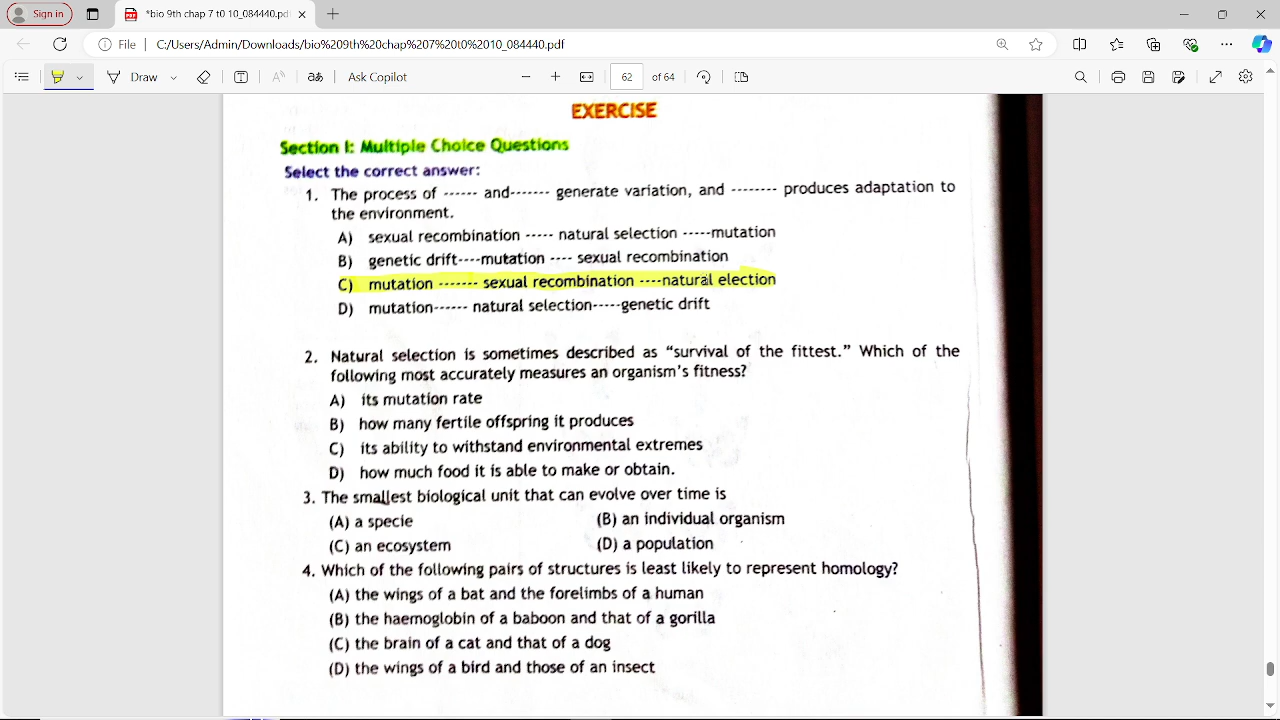 Sign in
*bio 9th chap 7 to 10_084440.pdf
File
C:/Users/Admin/Downloads/bio%209th%20chap%207%20to%2010_084440.pdf
Draw
Ask Copilot
62
of 64
EXERCISE
Section I: Multiple Choice Questions
Select the correct answer:
1. The process of ------ and------- generate variation, and -------- produces adaptation to
the environment.
A) sexual recombination ----- natural selection -----mutation
B) genetic drift----mutation ---- sexual recombination
C) mutation ------- sexual recombination ----natural election
D) mutation------ natural selection-----genetic drift
2. Natural selection is sometimes described as “survival of the fittest.” Which of the
following most accurately measures an organism’s fitness?
A) its mutation rate
B) how many fertile offspring it produces
C) its ability to withstand environmental extremes
D) how much food it is able to make or obtain.
3. The smallest biological unit that can evolve over time is
(A) a specie (B) an individual organism
(C) an ecosystem (D) a population
4. Which of the following pairs of structures is least likely to represent homology?
(A) the wings of a bat and the forelimbs of a human
(B) the haemoglobin of a baboon and that of a gorilla
(C) the brain of a cat and that of a dog
(D) the wings of a bird and those of an insect